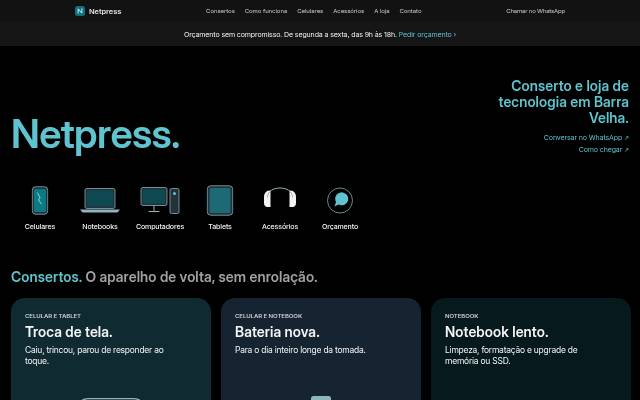 Netpress
Consertos Como funciona Celulares Acessórios A loja Contato
Chamar no WhatsApp
Orçamento sem compromisso. De segunda a sexta, das 9h às 18h. Pedir orçamento ›
Netpress.
Conserto e loja de
tecnologia em Barra
Velha.
Conversar no WhatsApp ↗
Como chegar ↗
Celulares Notebooks Computadores Tablets Acessórios Orçamento
Consertos. O aparelho de volta, sem enrolação.
CELULAR E TABLET
Troca de tela.
Caiu, trincou, parou de responder ao
toque.
CELULAR E NOTEBOOK
Bateria nova.
Para o dia inteiro longe da tomada.
NOTEBOOK
Notebook lento.
Limpeza, formatação e upgrade de
memória ou SSD.